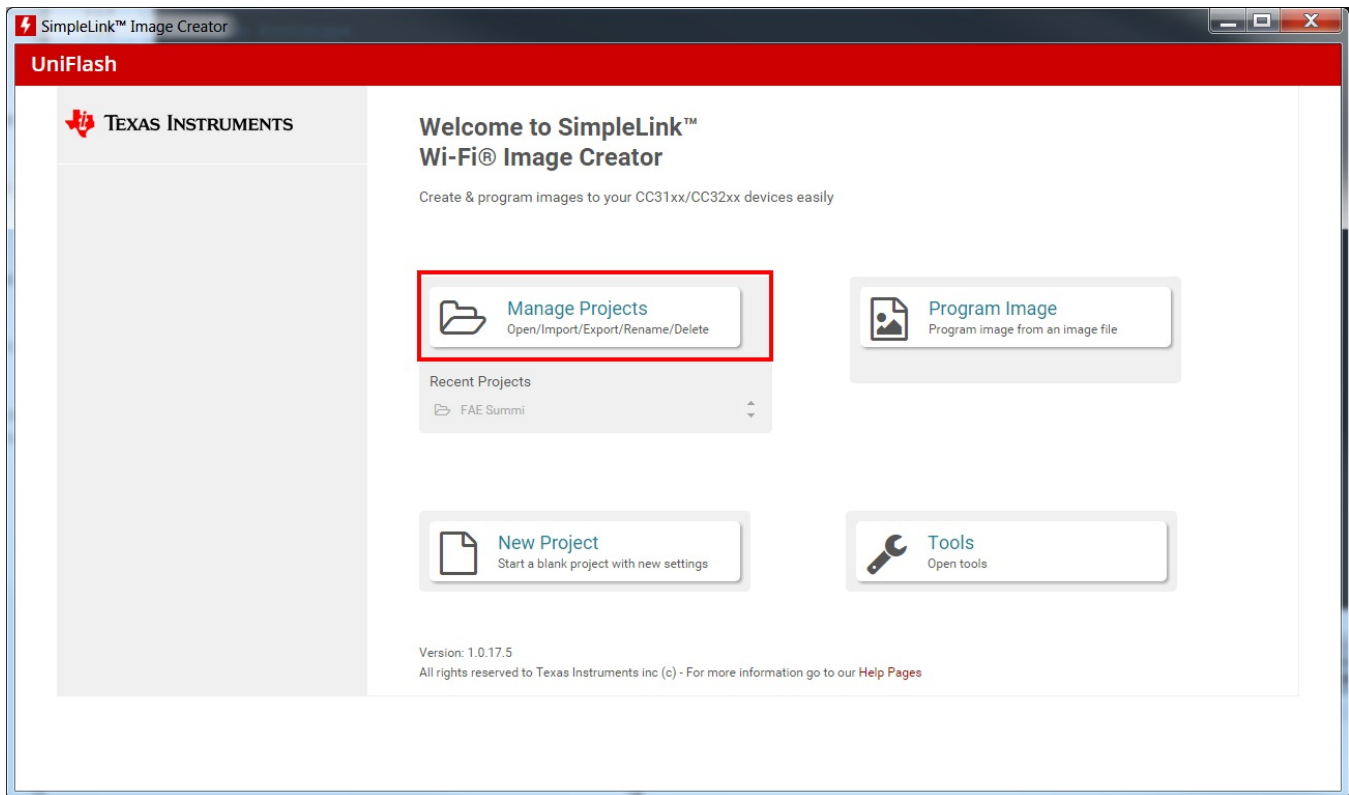 SimpleLink™ Image Creator
UniFlash
TEXAS INSTRUMENTS
Welcome to SimpleLink™
Wi-Fi® Image Creator
Create & program images to your CC31xx/CC32xx devices easily
Manage Projects
Open/Import/Export/Rename/Delete
Program Image
Program image from an image file
Recent Projects
FAE Summi
New Project
Start a blank project with new settings
Tools
Open tools
Version: 1.0.17.5
All rights reserved to Texas Instruments inc (c) - For more information go to our Help Pages